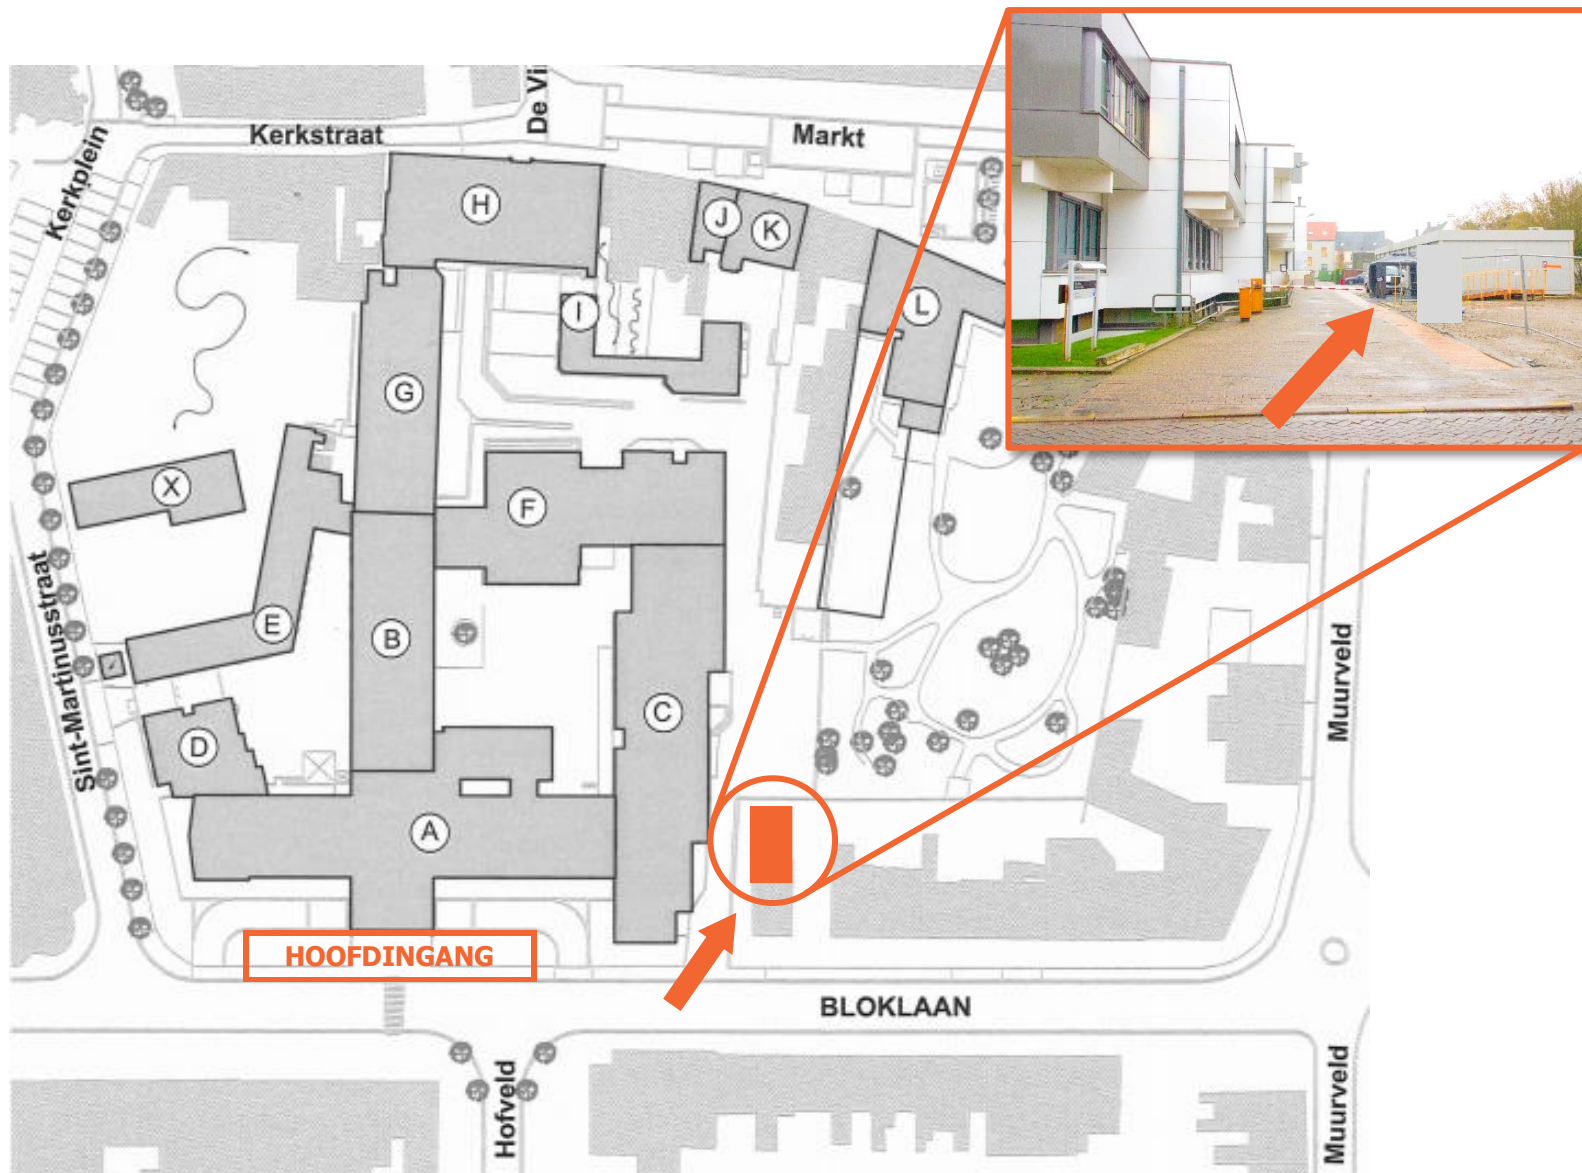 Kerkstraat
De Vi
Markt
Kerkplein
H
J
K
I
L
G
X
F
E
B
Sint-Martinusstraat
C
D
Muurveld
A
HOOFDINGANG
BLOKLAAN
Hofveld
Muurveld